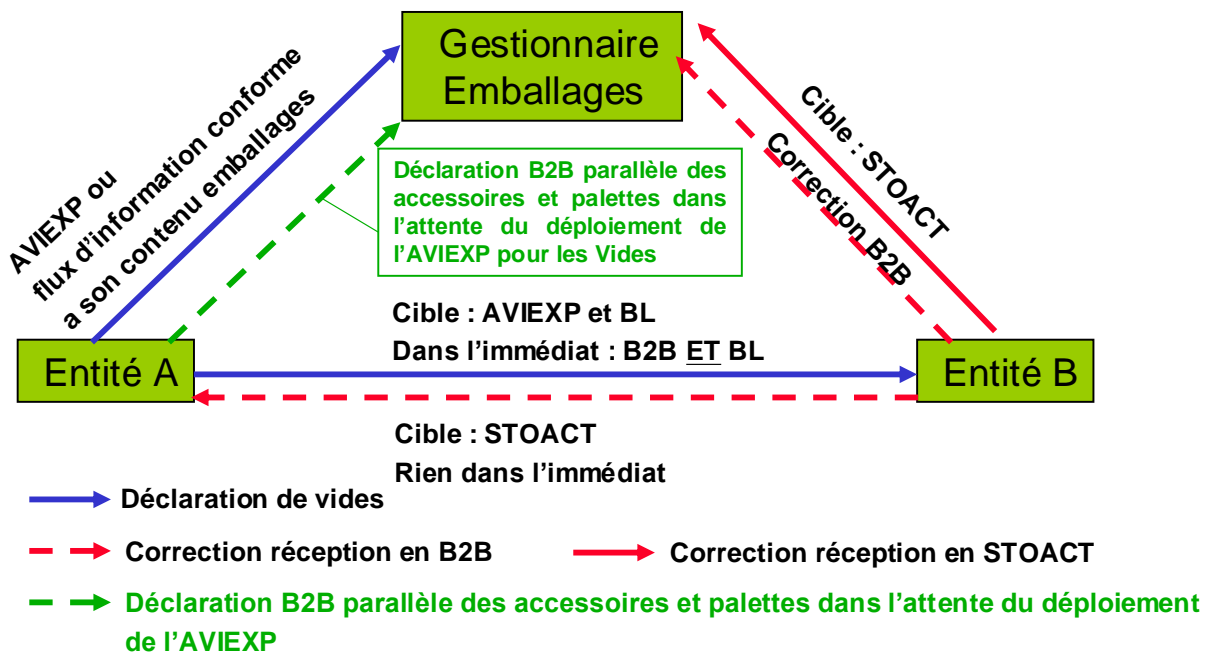 Gestionnaire
Emballages
AVIEXP ou
flux d'information conforme
a son contenu emballages
Cible : STOACT
Correction B2B
Déclaration B2B parallèle des
accessoires et palettes dans
l'attente du déploiement de
l'AVIEXP pour les Vides
Cible : AVIEXP et BL
Dans l'immédiat : B2B ET BL
Entité A
Entité B
Cible : STOACT
Rien dans l'immédiat
Déclaration de vides
Correction réception en B2B
Correction réception en STOACT
Déclaration B2B parallèle des accessoires et palettes dans l'attente du déploiement
de l'AVIEXP